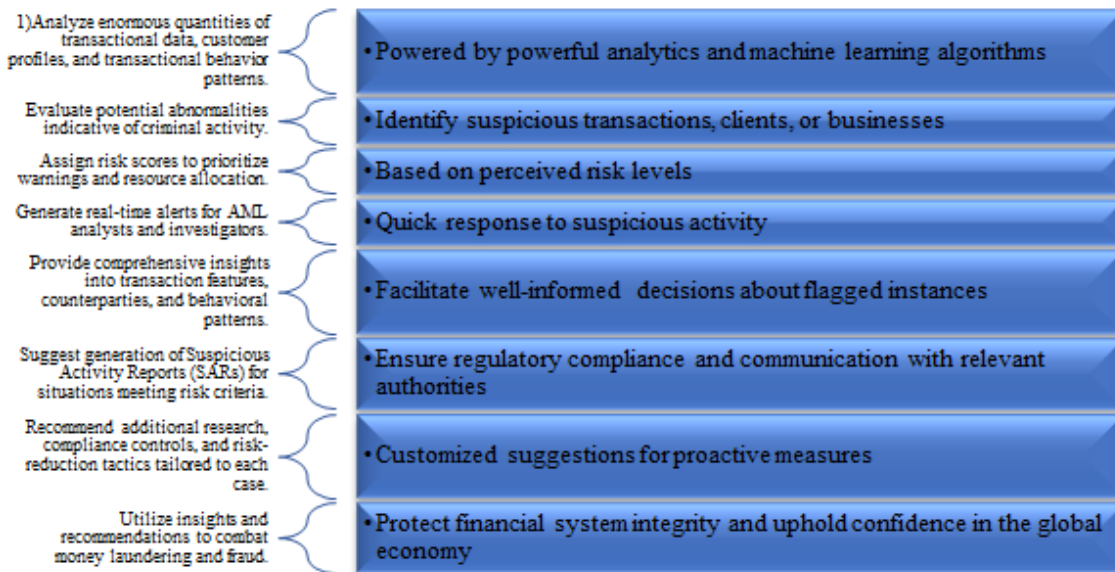 1)Analyze enormous quantities of
transactional data, customer
profiles, and transactional behavior
patterns.
•Powered by powerful analytics and machine learning algorithms
Evaluate potential abnormalities
indicative of criminal activity.
•Identify suspicious transactions, clients, or businesses
Assign risk scores to prioritize
warnings and resource allocation.
•Based on perceived risk levels
Generate real-time alerts for AML
analysts and investigators.
•Quick response to suspicious activity
Provide comprehensive insights
into transaction features,
counterparties, and behavioral
patterns.
•Facilitate well-informed decisions about flagged instances
Suggest generation of Suspicious
Activity Reports (SARs) for
situations meeting risk criteria.
•Ensure regulatory compliance and communication with relevant
authorities
Recommend additional research,
compliance controls, and risk-
reduction tactics tailored to each
case.
•Customized suggestions for proactive measures
Utilize insights and
recommendations to combat
money laundering and fraud.
•Protect financial system integrity and uphold confidence in the global
economy